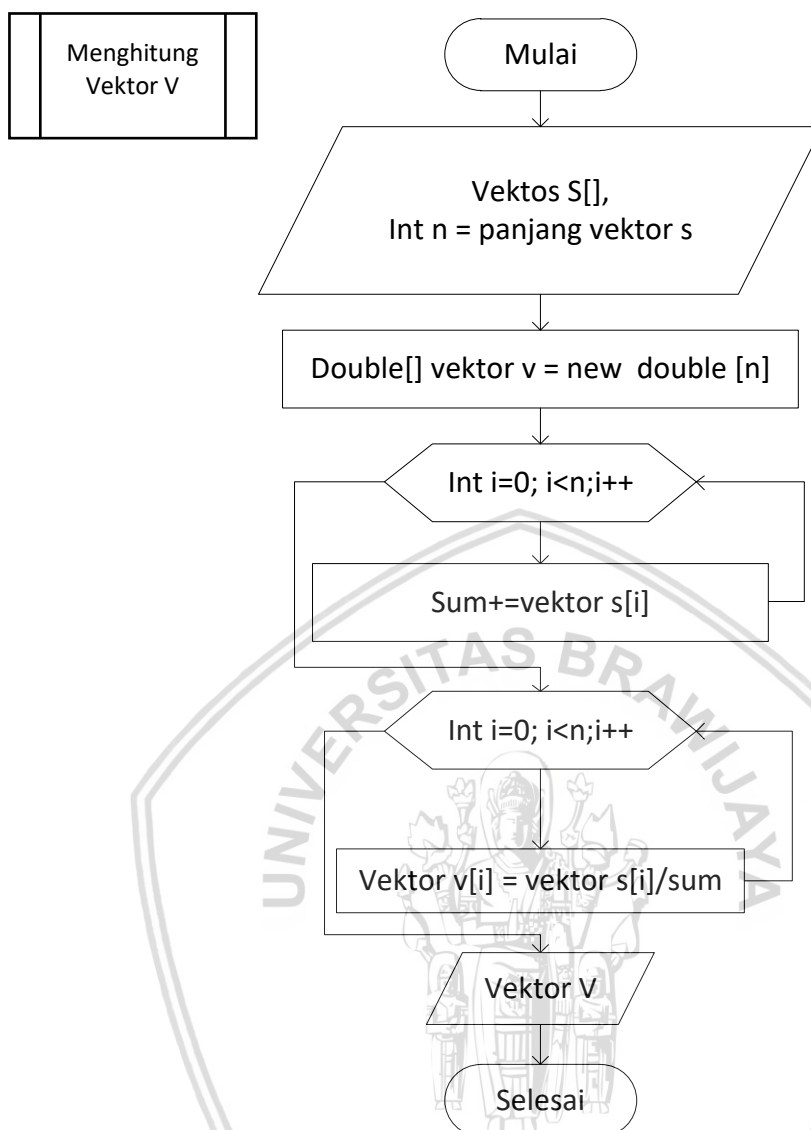 Menghitung
Vektor V
Mulai
Vektos S[],
Int n = panjang vektor s
Double[] vektor v = new double [n]
Int i=0; i<n;i++
Sum+=vektor s[i]
UNIVERSITAS BRAWIJAYA
Int i=0; i<n;i++
Vektor v[i] = vektor s[i]/sum
Vektor V
Selesai